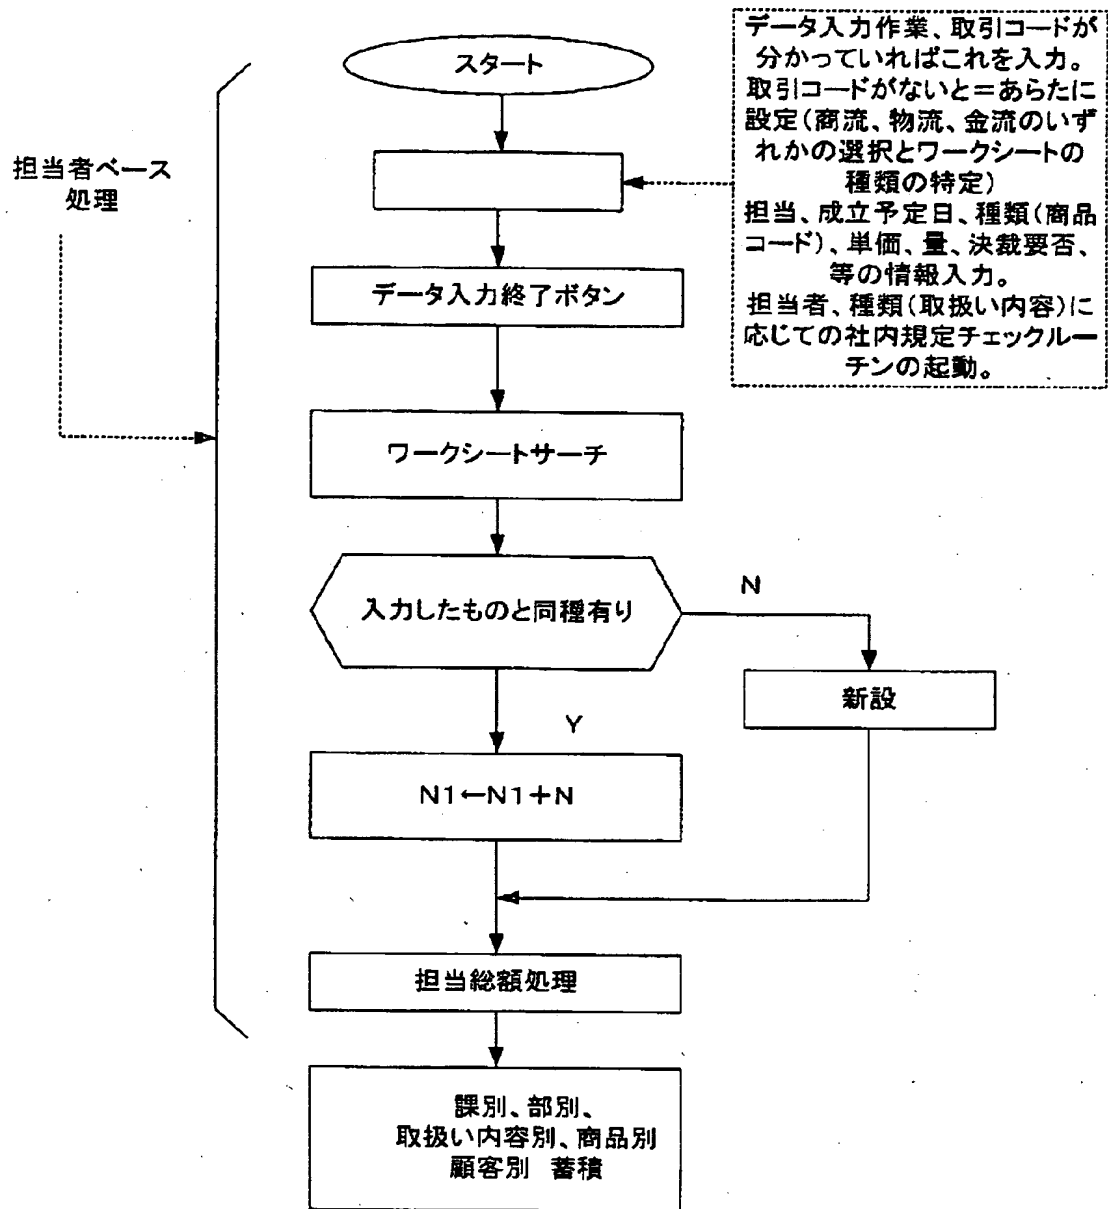 データ入力作業、取引コードが
分かっていればこれを入力。
取引コードがないと＝あらたに
設定(商流、物流、金流のいず
れかの選択とワークシートの
種類の特定)
担当、成立予定日、種類(商品
コード)、単価、量、決裁要否、
等の情報入力。
担当者、種類(取扱い内容)に
応じての社内規定チェックルー
チンの起動。
スタート
担当者ベース
処理
データ入力終了ボタン
ワークシートサーチ
入力したものと同種有り
N
新設
Y
N1←N1+N
担当総額処理
課別、部別、
取扱い内容別、商品別
顧客別 蓄積